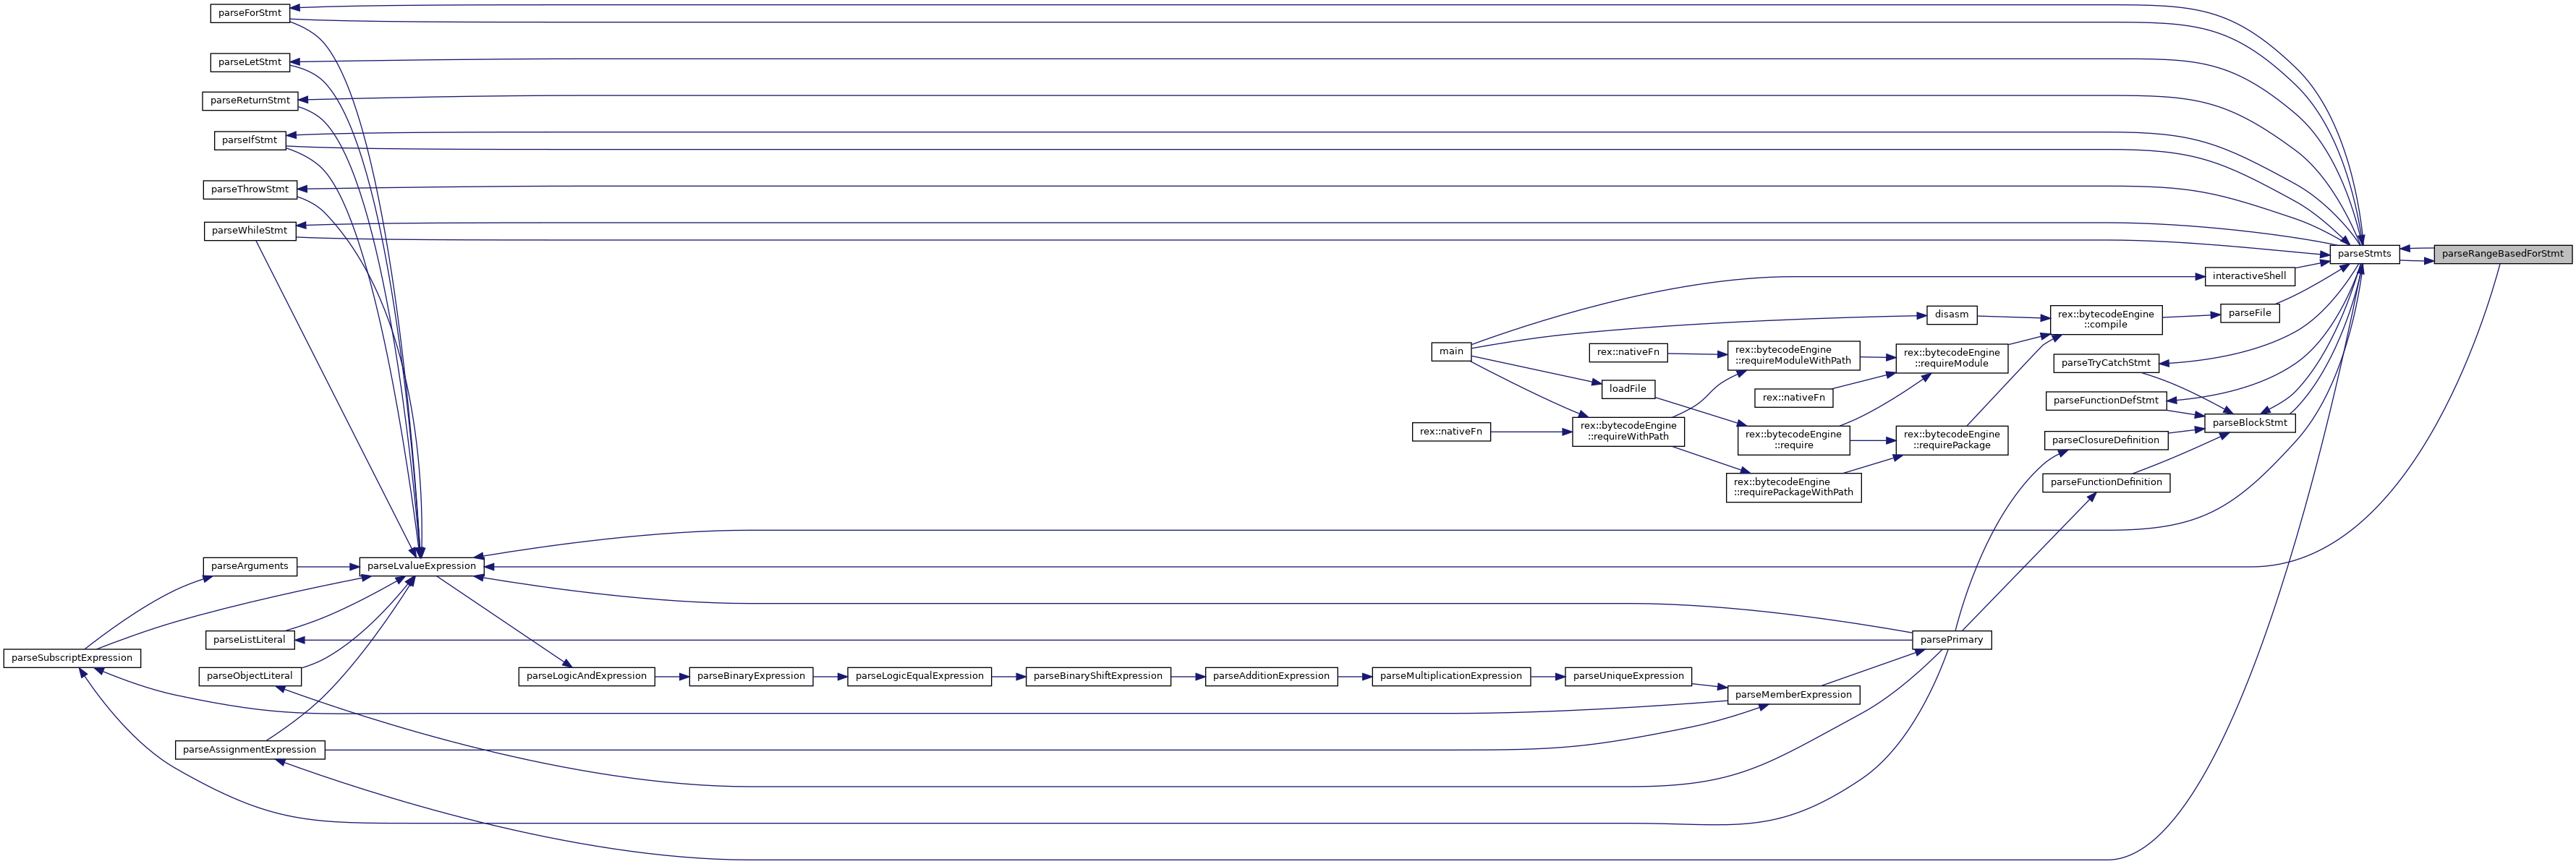 parseForStmt
parseLetStmt
parseReturnStmt
parseIfStmt
parseThrowStmt
parseWhileStmt
parseStmts
parseRangeBasedForStmt
interactiveShell
disasm
rex::bytecodeEngine
::compile
parseFile
main
rex::nativeFn
rex::bytecodeEngine
::requireModuleWithPath
rex::bytecodeEngine
::requireModule
parseTryCatchStmt
loadFile
rex::nativeFn
parseFunctionDefStmt
rex::nativeFn
rex::bytecodeEngine
::requireWithPath
rex::bytecodeEngine
::require
rex::bytecodeEngine
::requirePackage
parseBlockStmt
parseClosureDefinition
rex::bytecodeEngine
::requirePackageWithPath
parseFunctionDefinition
parseArguments
parseLvalueExpression
parseListLiteral
parsePrimary
parseSubscriptExpression
parseObjectLiteral
parseLogicAndExpression
parseBinaryExpression
parseLogicEqualExpression
parseBinaryShiftExpression
parseAdditionExpression
parseMultiplicationExpression
parseUniqueExpression
parseMemberExpression
parseAssignmentExpression